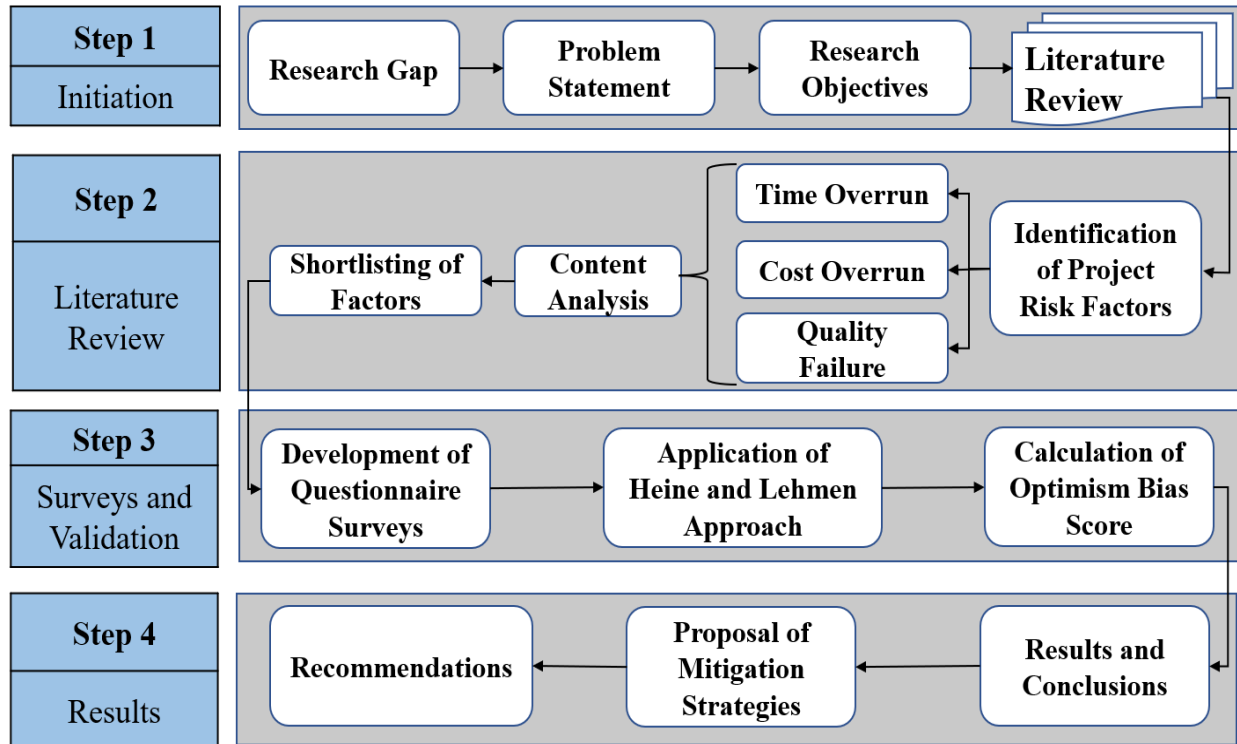 Step 1
Initiation
Research Gap
Problem
Statement
Research
Objectives
Literature
Review
Step 2
Literature
Review
Identification
of Project
Risk Factors
Time Overrun
Cost Overrun
Quality
Failure
Content
Analysis
Shortlisting of
Factors
Step 3
Surveys and
Validation
Development of
Questionnaire
Surveys
Application of
Heine and Lehmen
Approach
Calculation of
Optimism Bias
Score
Step 4
Results
Results and
Conclusions
Proposal of
Mitigation
Strategies
Recommendations